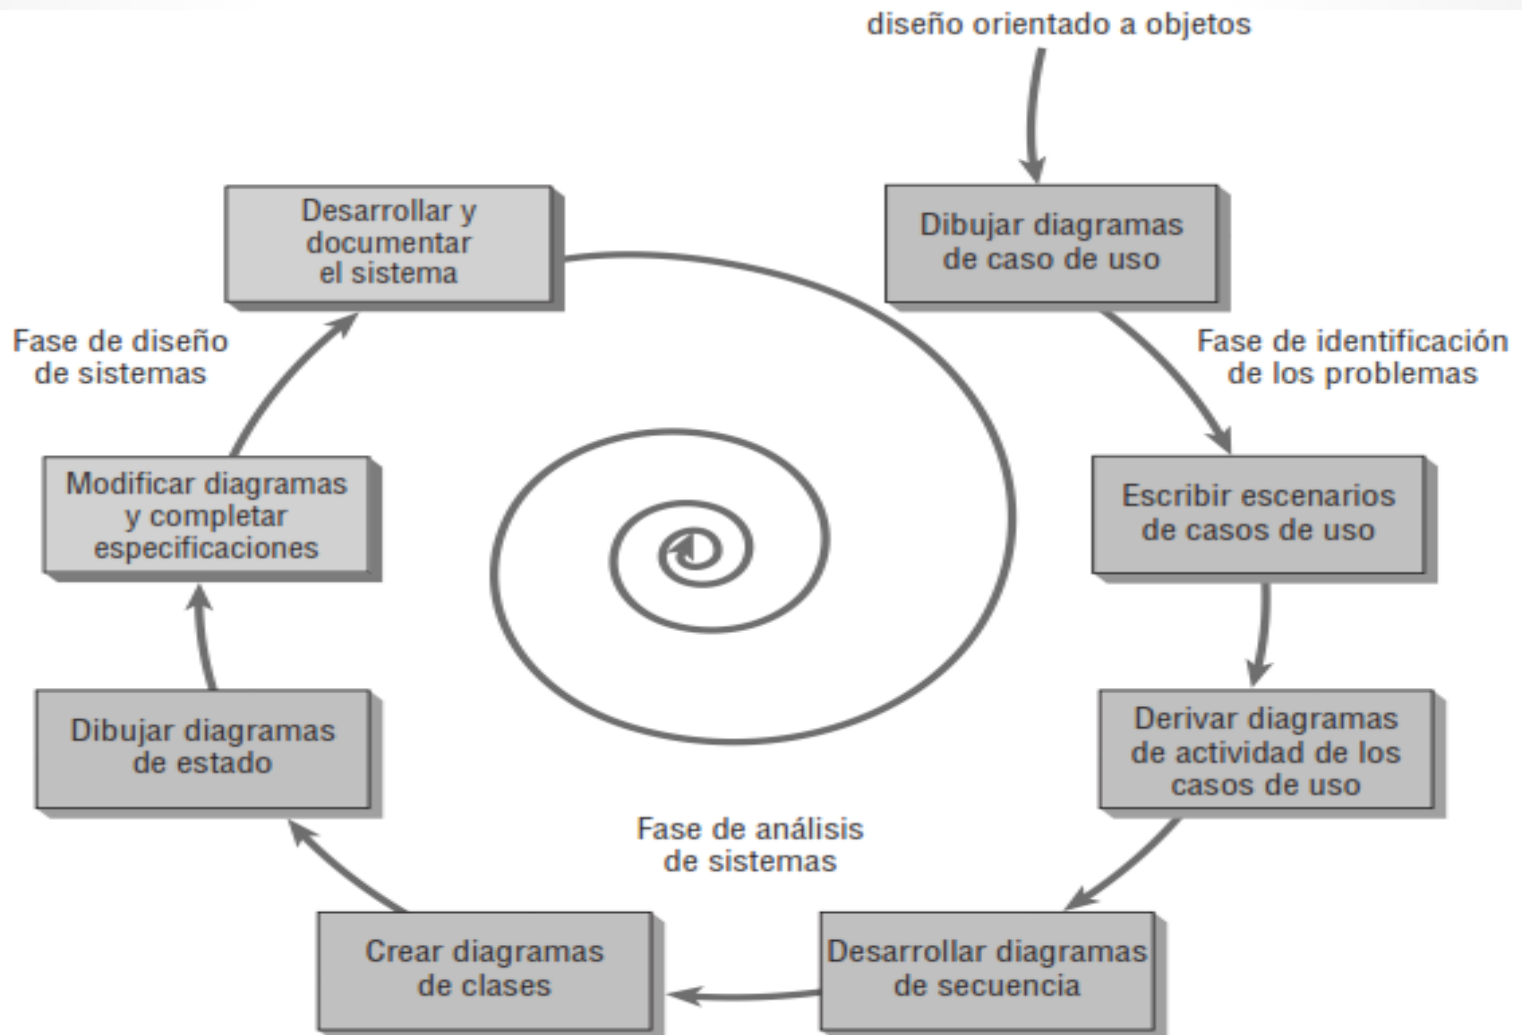 diseño orientado a objetos
Dibujar diagramas
de caso de uso
Fase de identificación
de los problemas
Escribir escenarios
de casos de uso
Derivar diagramas
de actividad de los
casos de uso
Desarrollar diagramas
de secuencia
Fase de análisis
de sistemas
Crear diagramas
de clases
Dibujar diagramas
de estado
Modificar diagramas
y completar
especificaciones
Fase de diseño
de sistemas
Desarrollar y
documentar
el sistema